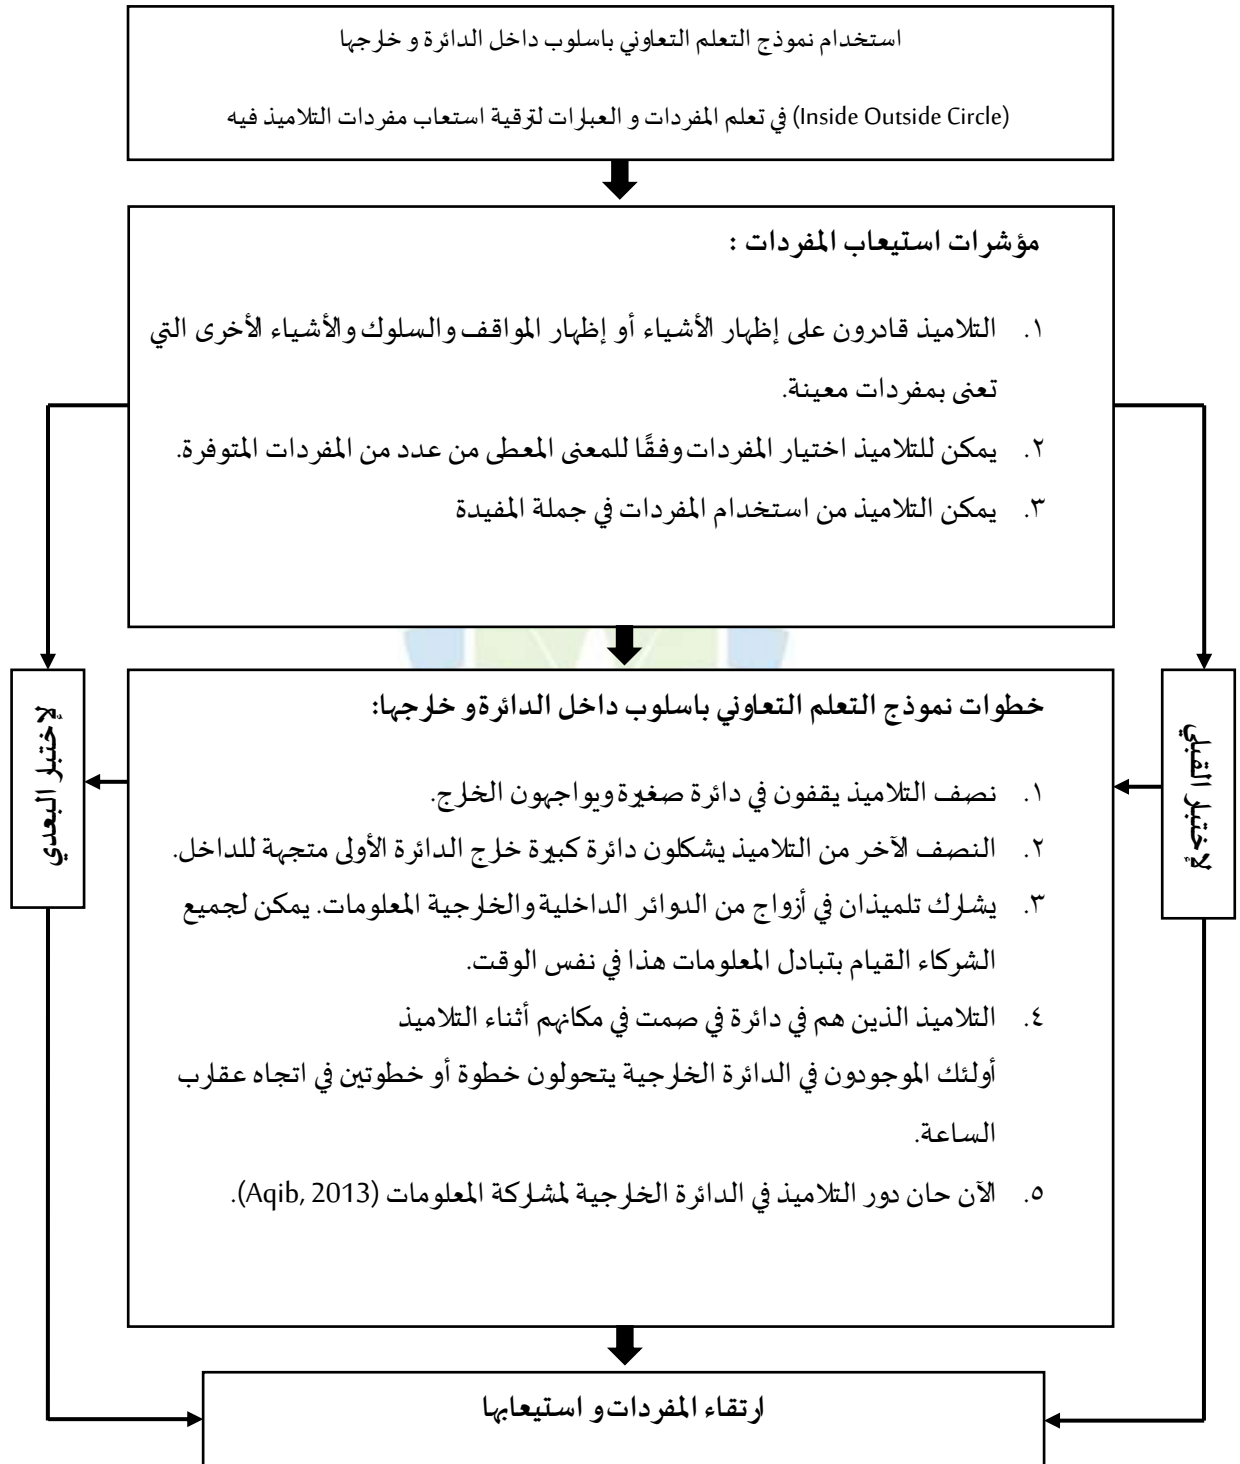 استخدام نموذج التعلم التعاوني باسلوب داخل الدائرة و خارجها
(Inside Outside Circle) في تعلم المفردات و العبارات لترقية استعاب مفردات التلاميذ فيه
مؤشرات استيعاب المفردات :
١. التلاميذ قادرون على إظهار الأشياء أو إظهار المواقف والسلوك والأشياء الأخرى التي
تعنى بمفردات معينة.
٢. يمكن للتلاميذ اختيار المفردات وفقًا للمعنى المعطى من عدد من المفردات المتوفرة.
٣. يمكن التلاميذ من استخدام المفردات في جملة المفيدة
لإختبار القبلي
خطوات نموذج التعلم التعاوني باسلوب داخل الدائرة و خارجها:
١. نصف التلاميذ يقفون في دائرة صغيرة ويواجهون الخارج.
٢. النصف الآخر من التلاميذ يشكلون دائرة كبيرة خارج الدائرة الأولى متجهة للداخل.
٣. يشارك تلميذان في أزواج من الدوائر الداخلية والخارجية المعلومات. يمكن لجميع
الشركاء القيام بتبادل المعلومات هذا في نفس الوقت.
٤. التلاميذ الذين هم في دائرة في صمت في مكانهم أثناء التلاميذ
أولئك الموجودون في الدائرة الخارجية يتحولون خطوة أو خطوتين في اتجاه عقارب
الساعة.
٥. الآن حان دور التلاميذ في الدائرة الخارجية لمشاركة المعلومات (Aqib, 2013).
لإختبار البعدي
ارتقاء المفردات و استيعابها